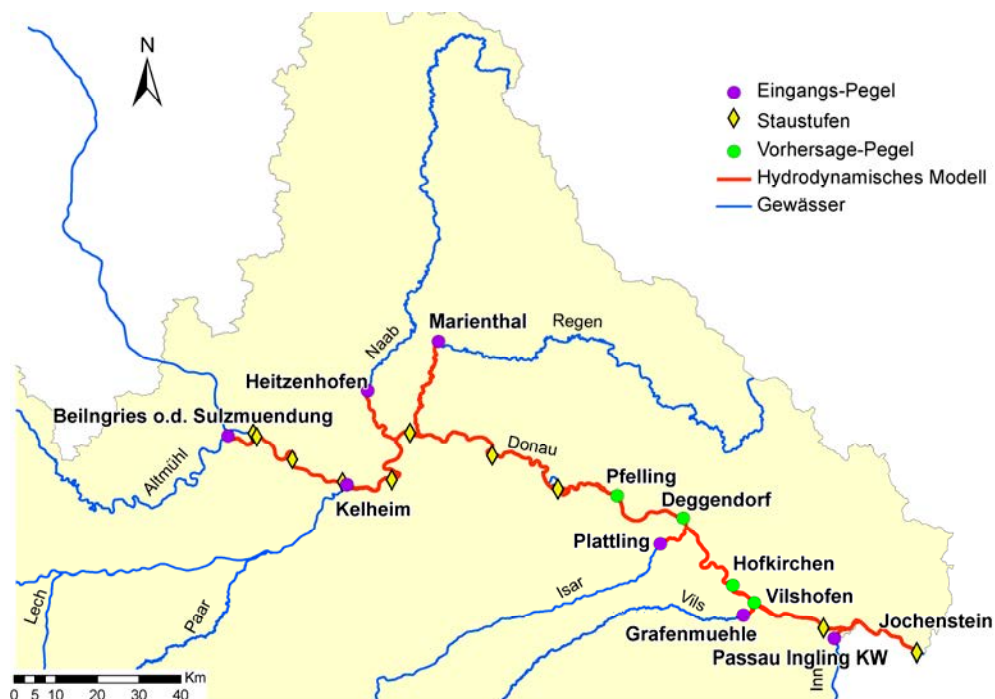 N
Eingangs-Pegel
Staustufen
Vorhersage-Pegel
Hydrodynamisches Modell
Gewässer
Marienthal
Regen
Naab
Heitzenhofen
Beilngries o.d. Sulzmuendung
Altmühl
Donau
Kelheim
Pfelling
Deggendorf
Plattling
Isar
Hofkirchen
Vils
Vilshofen
Grafenmuehle
Jochenstein
Passau Ingling KW
Inn
Lech
Paar
Km
0 5 10 20 30 40